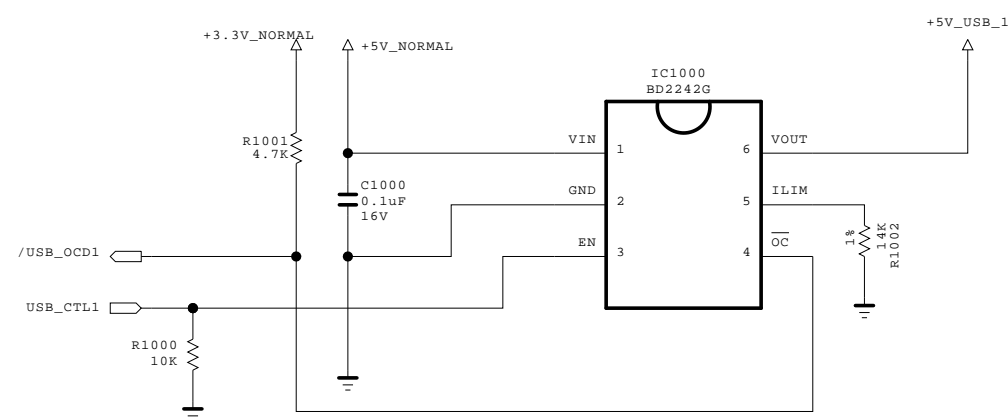 +5V_USB_1
+3.3V_NORMAL
+5V_NORMAL
IC1000
BD2242G
R1001
4.7K
VIN
1
6
VOUT
C1000
0.1uF
16V
GND
2
5
ILIM
1%
14K
R1002
EN
3
4
OC
/USB_OCD1
USB_CTL1
R1000
10K